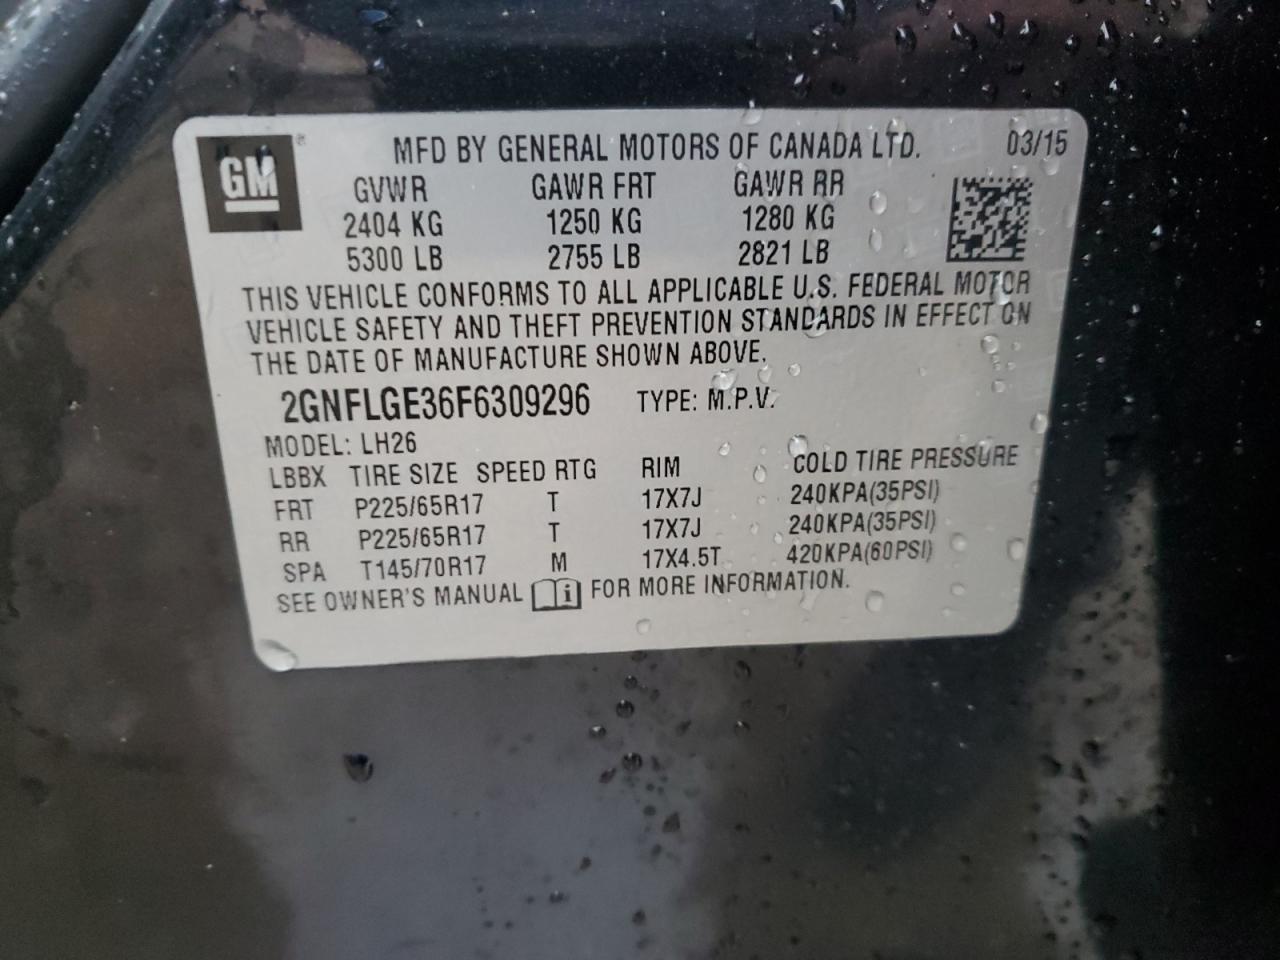 GM ®
MFD BY GENERAL MOTORS OF CANADA LTD. 03/15
GVWR GAWR FRT GAWR RR
2404 KG 1250 KG 1280 KG
5300 LB 2755 LB 2821 LB
THIS VEHICLE CONFORMS TO ALL APPLICABLE U.S. FEDERAL MOTOR
VEHICLE SAFETY AND THEFT PREVENTION STANDARDS IN EFFECT ON
THE DATE OF MANUFACTURE SHOWN ABOVE.
2GNFLGE36F6309296 TYPE: M.P.V.
MODEL: LH26
LBBX TIRE SIZE SPEED RTG RIM COLD TIRE PRESSURE
FRT P225/65R17 T 17X7J 240KPA(35PSI)
RR P225/65R17 T 17X7J 240KPA(35PSI)
SPA T145/70R17 M 17X4.5T 420KPA(60PSI)
SEE OWNER'S MANUAL i FOR MORE INFORMATION.